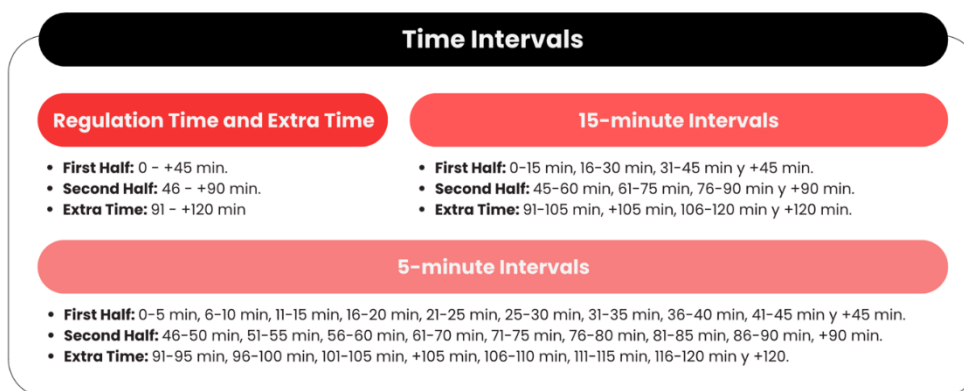 Time Intervals
Regulation Time and Extra Time
• First Half: 0 - +45 min.
• Second Half: 46 - +90 min.
• Extra Time: 91 - +120 min
15-minute Intervals
• First Half: 0-15 min, 16-30 min, 31-45 min y +45 min.
• Second Half: 45-60 min, 61-75 min, 76-90 min y +90 min.
• Extra Time: 91-105 min, +105 min, 106-120 min y +120 min.
5-minute Intervals
• First Half: 0-5 min, 6-10 min, 11-15 min, 16-20 min, 21-25 min, 25-30 min, 31-35 min, 36-40 min, 41-45 min y +45 min.
• Second Half: 46-50 min, 51-55 min, 56-60 min, 61-70 min, 71-75 min, 76-80 min, 81-85 min, 86-90 min, +90 min.
• Extra Time: 91-95 min, 96-100 min, 101-105 min, +105 min, 106-110 min, 111-115 min, 116-120 min y +120.